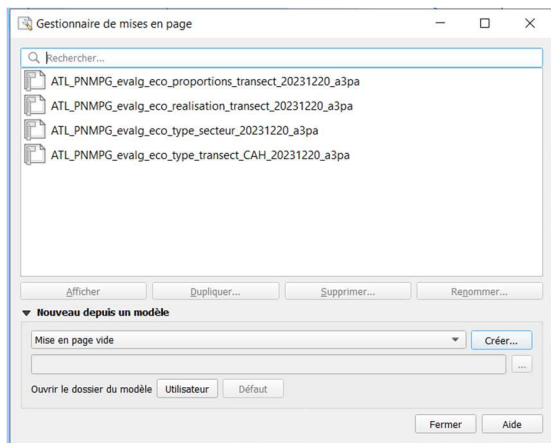 Gestionnaire de mises en page
Rechercher...
ATL_PNMPG_evalg_eco_proportions_transect_20231220_a3pa
ATL_PNMPG_evalg_eco_realisation_transect_20231220_a3pa
ATL_PNMPG_evalg_eco_type_secteur_20231220_a3pa
ATL_PNMPG_evalg_eco_type_transect_CAH_20231220_a3pa
Afficher Dupliquer... Supprimer... Renommer...
Nouveau depuis un modèle
Mise en page vide Créer...
...
Ouvrir le dossier du modèle Utilisateur Défaut
Fermer Aide